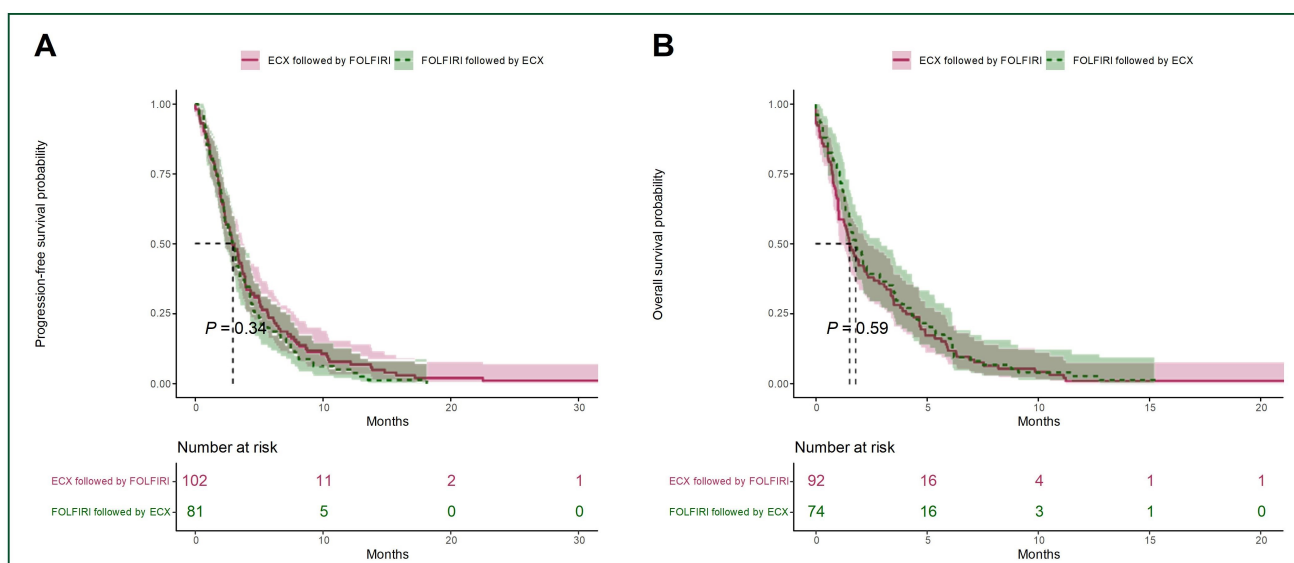 A
ECX followed by FOLFIRI FOLFIRI followed by ECX
Progression-free survival probability
1.00
0.75
0.50
0.25
0.00
P = 0.34
0 10 20 30
Months
Number at risk
ECX followed by FOLFIRI 102 11 2 1
FOLFIRI followed by ECX 81 5 0 0
0 10 20 30
Months
B
ECX followed by FOLFIRI FOLFIRI followed by ECX
Overall survival probability
1.00
0.75
0.50
0.25
0.00
P = 0.59
0 5 10 15 20
Months
Number at risk
ECX followed by FOLFIRI 92 16 4 1 1
FOLFIRI followed by ECX 74 16 3 1 0
0 5 10 15 20
Months